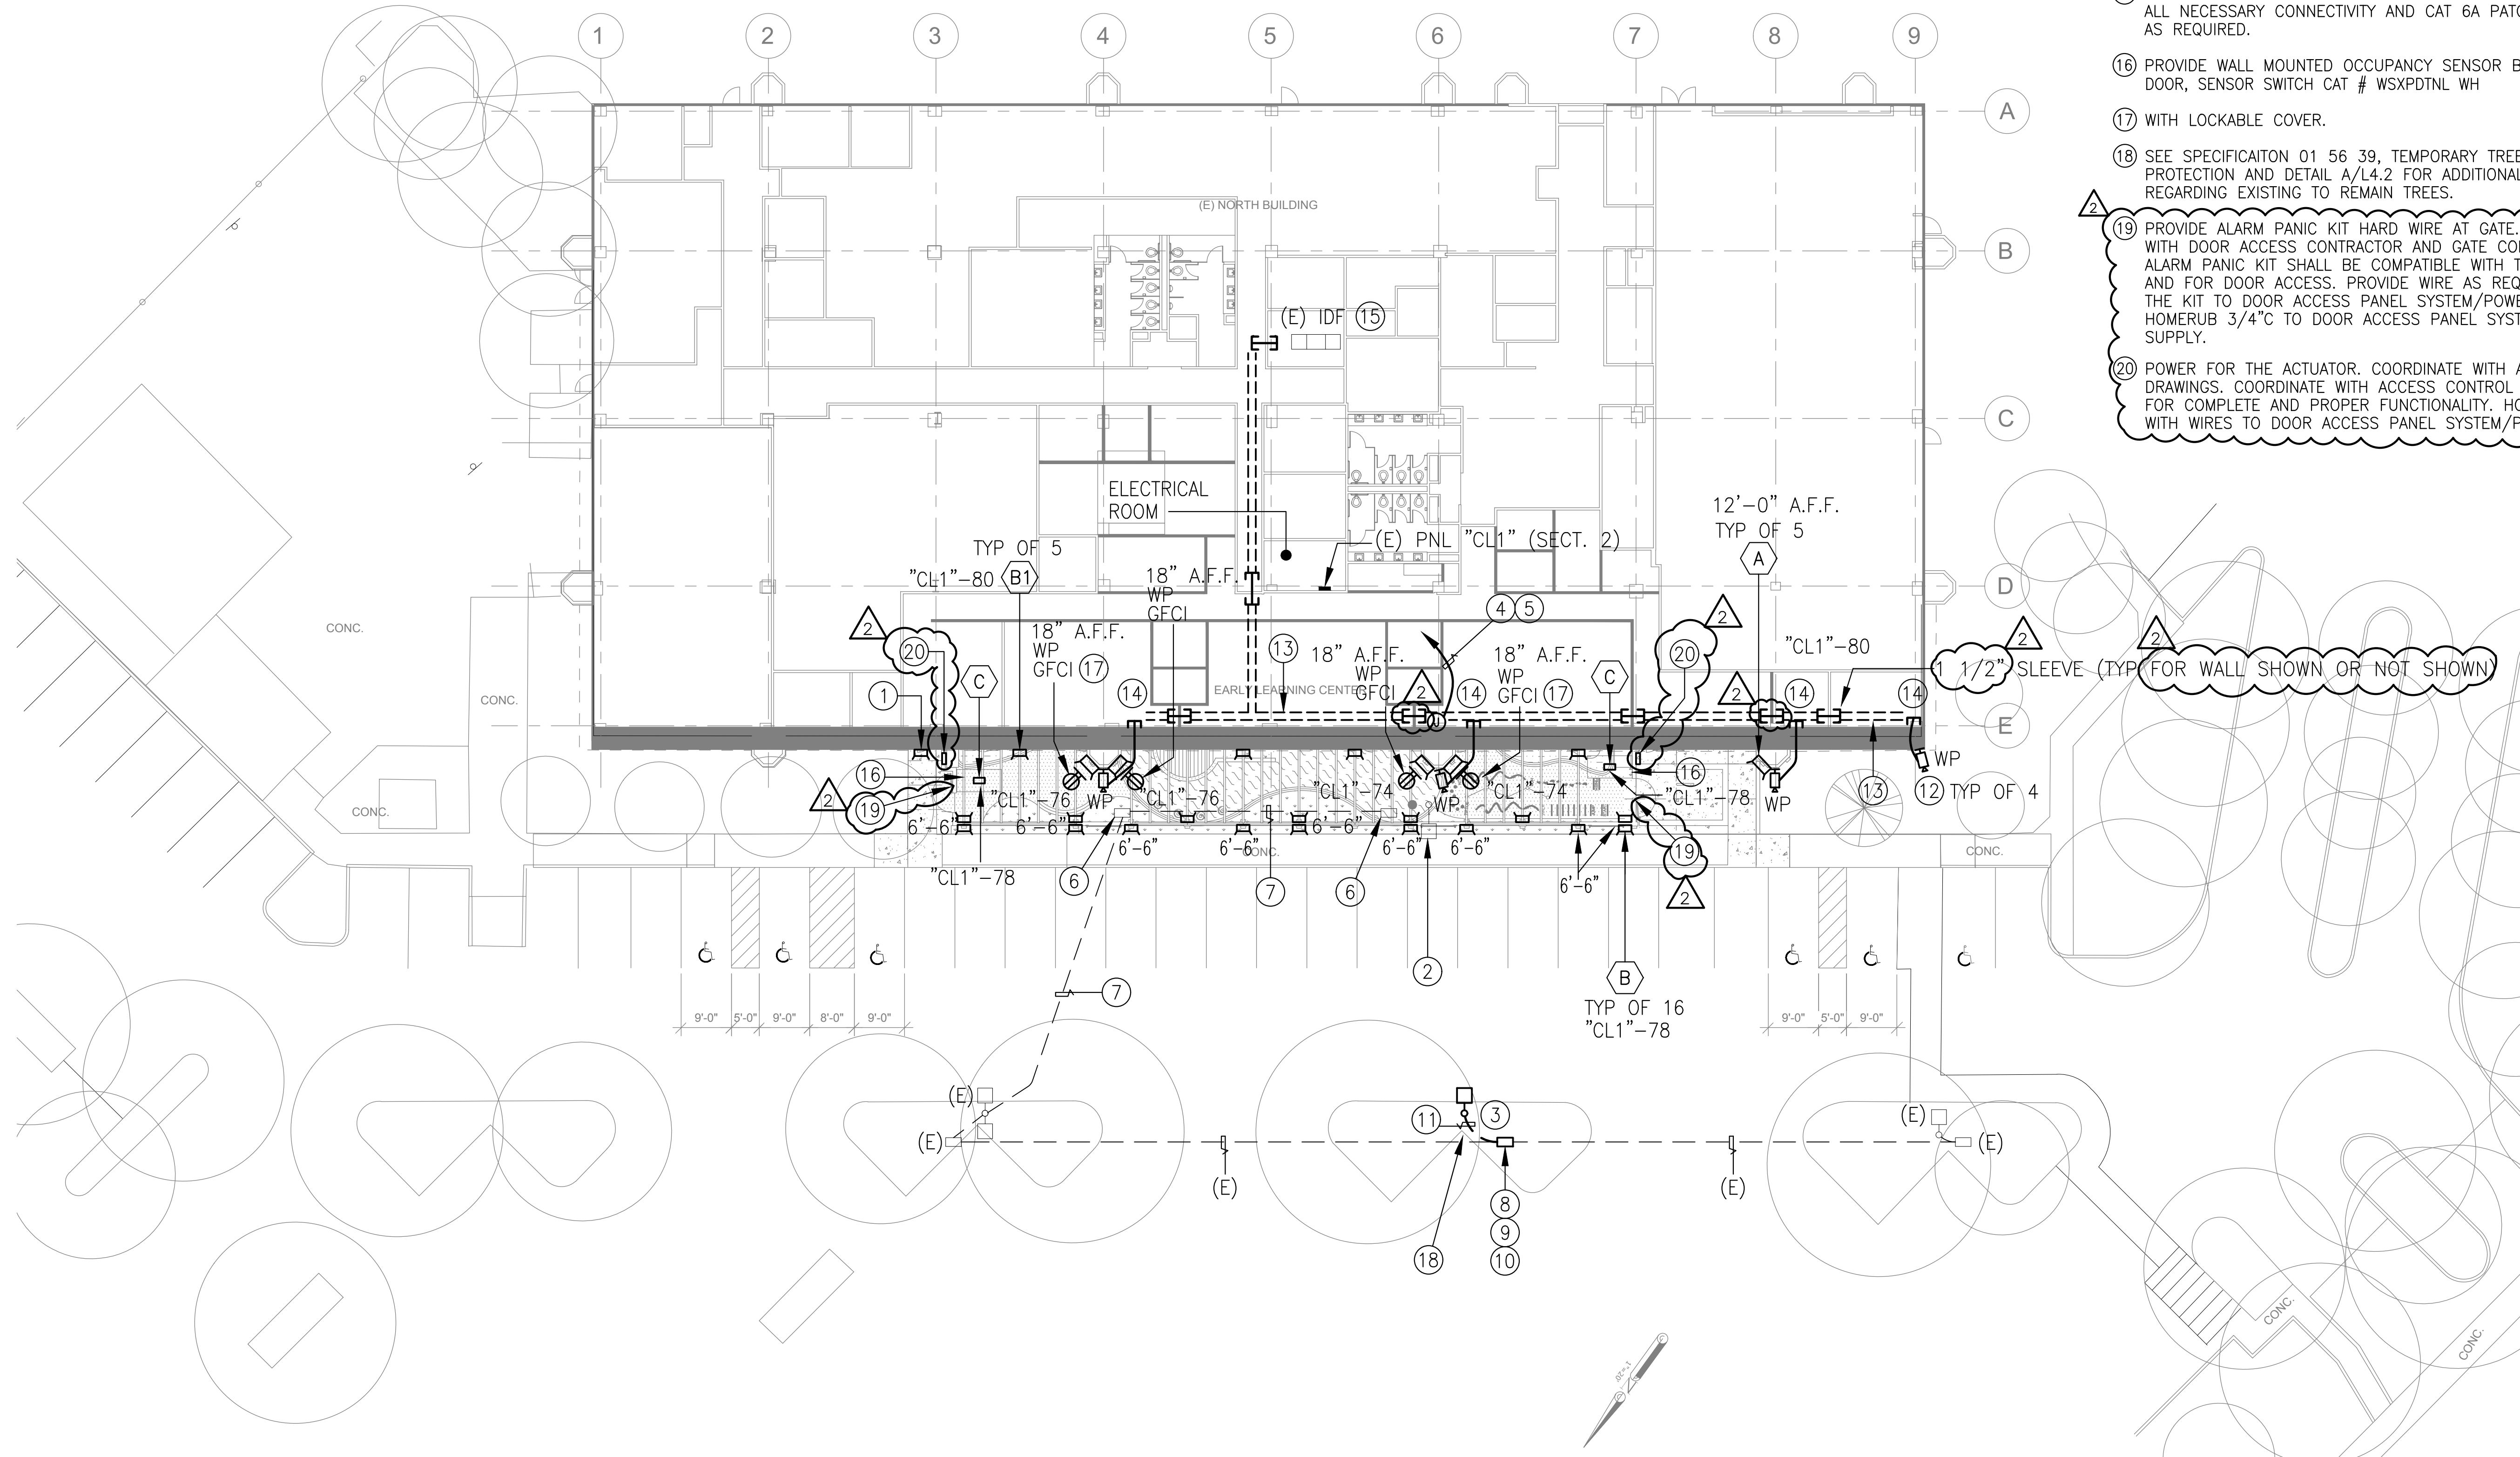 1
2
3
4
5
6
7
8
9
A
B
C
D
E
ALL NECESSARY CONNECTIVITY AND CAT 6A
AS REQUIRED.
16 PROVIDE WALL MOUNTED OCCUPANCY SENSOR
DOOR, SENSOR SWITCH CAT # WSXPDTNL WH
17 WITH LOCKABLE COVER.
18 SEE SPECIFICAITON 01 56 39, TEMPORARY
PROTECTION AND DETAIL A/L4.2 FOR ADDITIONAL
REGARDING EXISTING TO REMAIN TREES.
2
19 PROVIDE ALARM PANIC KIT HARD WIRE AT GATE.
WITH DOOR ACCESS CONTRACTOR AND GATE
ALARM PANIC KIT SHALL BE COMPATIBLE WITH
AND FOR DOOR ACCESS. PROVIDE WIRE AS
THE KIT TO DOOR ACCESS PANEL
HOMERUB 3/4"C TO DOOR ACCESS PANEL
SUPPLY.
20 POWER FOR THE ACTUATOR. COORDINATE WITH
DRAWINGS. COORDINATE WITH ACCESS CONTROL
FOR COMPLETE AND PROPER FUNCTIONALITY.
WITH WIRES TO DOOR ACCESS PANEL
(E) NORTH BUILDING
(E) IDF 15
ELECTRICAL
ROOM
(E) PNL "CL1" (SECT. 2)
12'-0" A.F.F.
TYP OF 5
A
TYP OF 5
"CL1"-80 B1
18" A.F.F.
WP
GFCI
4 5
2
20
C
1
18" A.F.F.
WP
GFCI 17
14
13
18" A.F.F.
WP
GFCI
2
14
18" A.F.F.
WP
GFCI 17
C
20
2
"CL1"-80
2
14
14
2
2
1 1/2" SLEEVE (TYP FOR WALL SHOWN OR NOT SHOWN)
EARLY LEARNING CENTER
J
CONC.
CONC.
CONC.
16
2
19
"CL1"-76
WP
"CL1"-76
"CL1"-74
WP
"CL1"-74
16
"CL1"-78
WP
13
WP
12 TYP OF 4
6'-6"
6'-6"
6'-6"
6'-6"
6'-6"
6'-6"
6'-6"
6'-6"
CONC.
CONC.
"CL1"-78
6
7
6
2
19
2
B
TYP OF 16
"CL1"-78
7
9'-0"
5'-0"
9'-0"
8'-0"
9'-0"
9'-0"
5'-0"
9'-0"
(E)
(E)
(E)
11
3
(E)
(E)
(E)
8
9
10
18
CONC.
CONC.